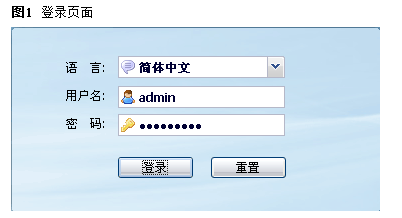 图1 登录页面
语 言: 简体中文
用户名: admin
密 码: •••••••••
登录 重置